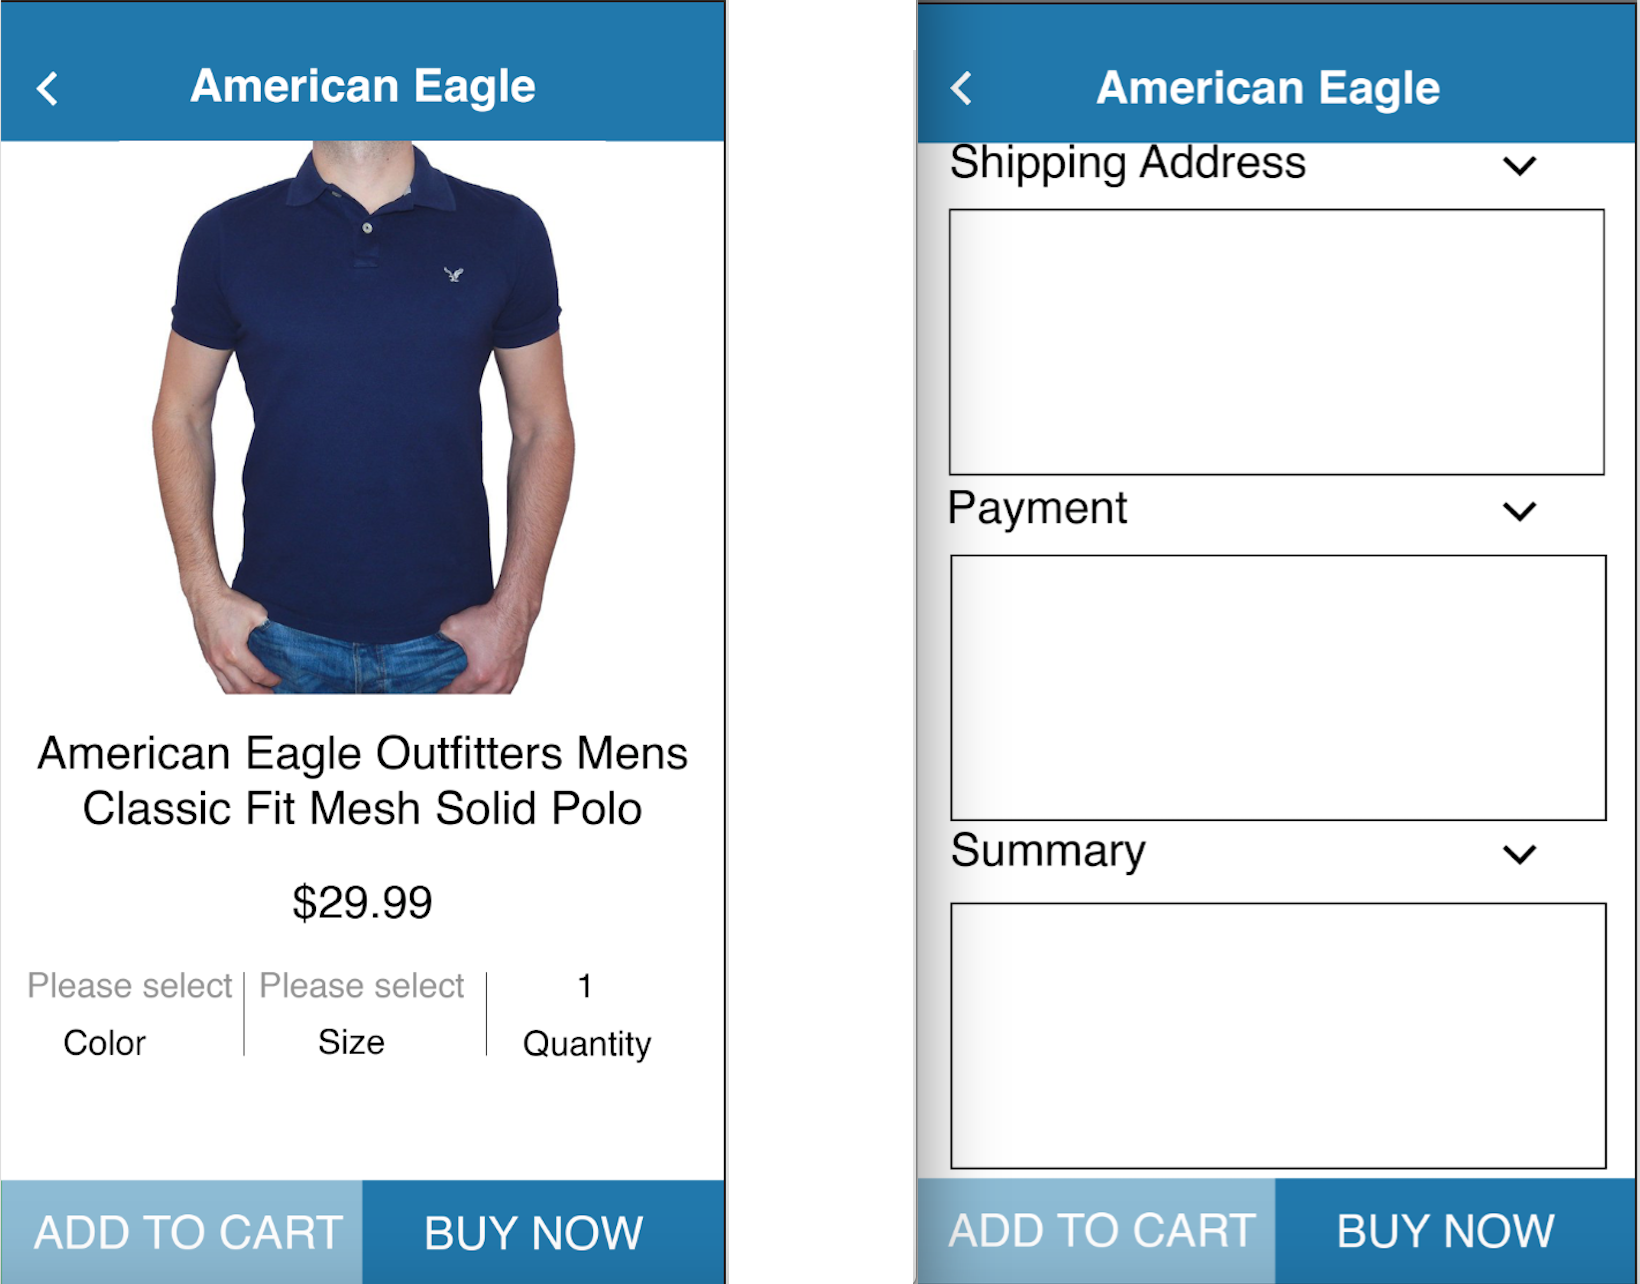 American Eagle
American Eagle Outfitters Mens
Classic Fit Mesh Solid Polo
$29.99
Please select
Color
Please select
Size
1
Quantity
ADD TO CART
BUY NOW
American Eagle
Shipping Address
Payment
Summary
ADD TO CART
BUY NOW